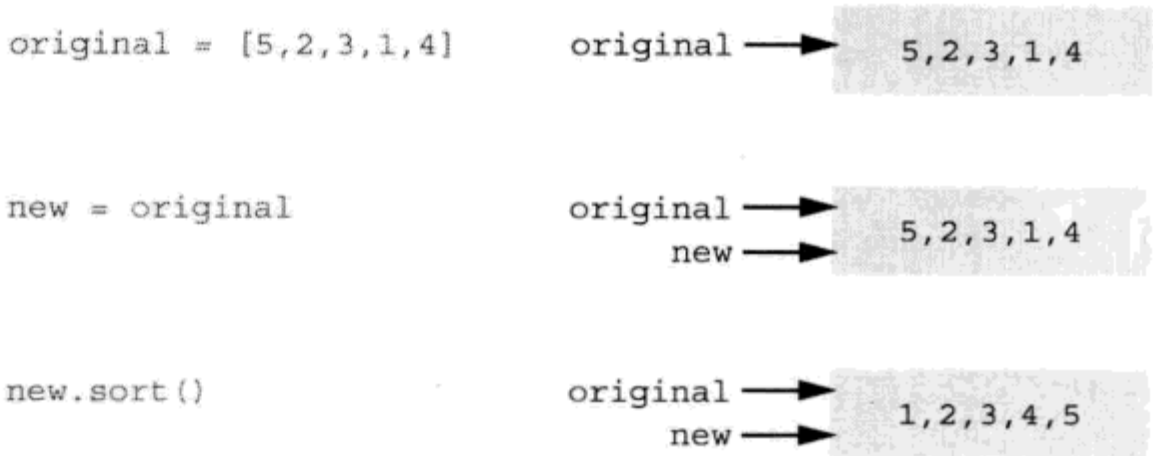 original = [5,2,3,1,4]
original
5,2,3,1,4
new = original
original
new
5,2,3,1,4
new.sort()
original
new
1,2,3,4,5